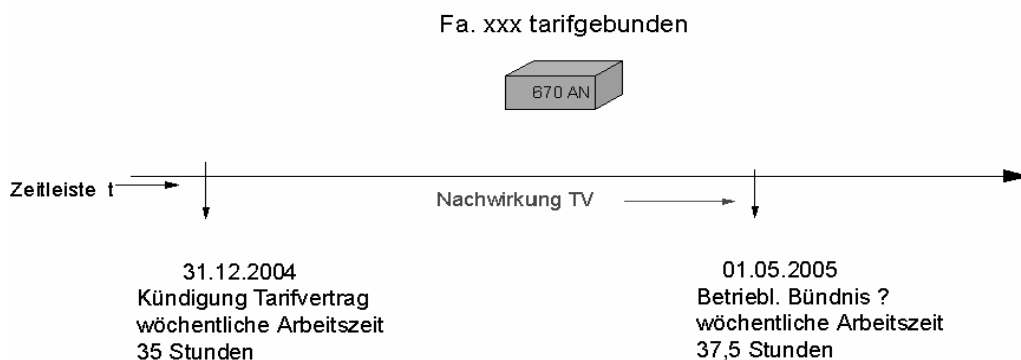 Fa. xxx tarifgebunden
670 AN
Zeitleiste t
Nachwirkung TV
31.12.2004
Kündigung Tarifvertrag
wöchentliche Arbeitszeit
35 Stunden
01.05.2005
Betriebl. Bündnis ?
wöchentliche Arbeitszeit
37,5 Stunden